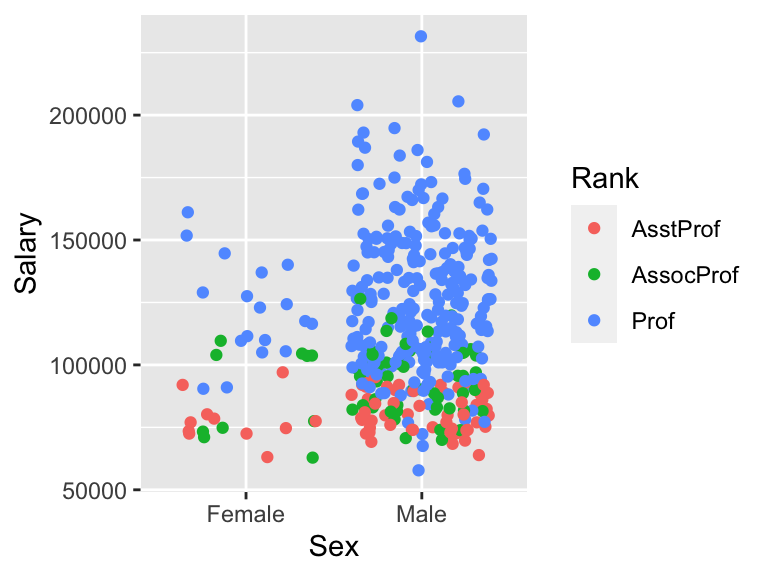 Salary
200000
150000
100000
50000
Female
Male
Sex
Rank
AsstProf
AssocProf
Prof